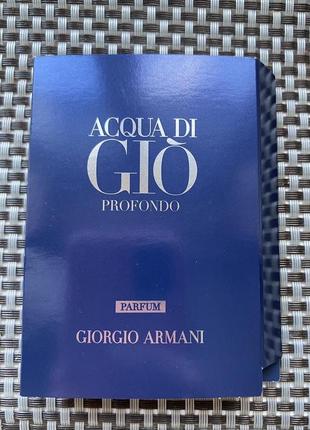 ACQUA DI
GIÒ
PROFONDO
PARFUM
GIORGIO ARMANI